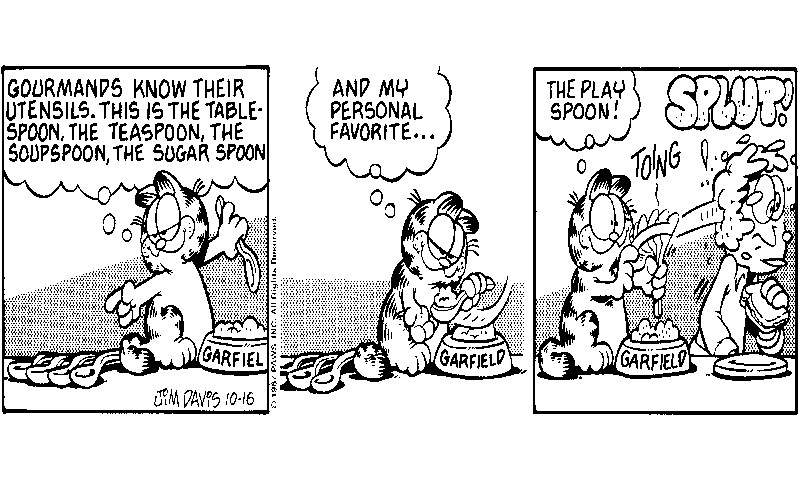 GOURMANDS KNOW THEIR
UTENSILS. THIS IS THE TABLE-
SPOON, THE TEASPOON, THE
SOUPSPOON, THE SUGAR SPOON
GARFIEL
JIM DAVIS 10-16
AND MY
PERSONAL
FAVORITE...
GARFIELD
THE PLAY
SPOON!
SPLUT!
TOING
GARFIELD